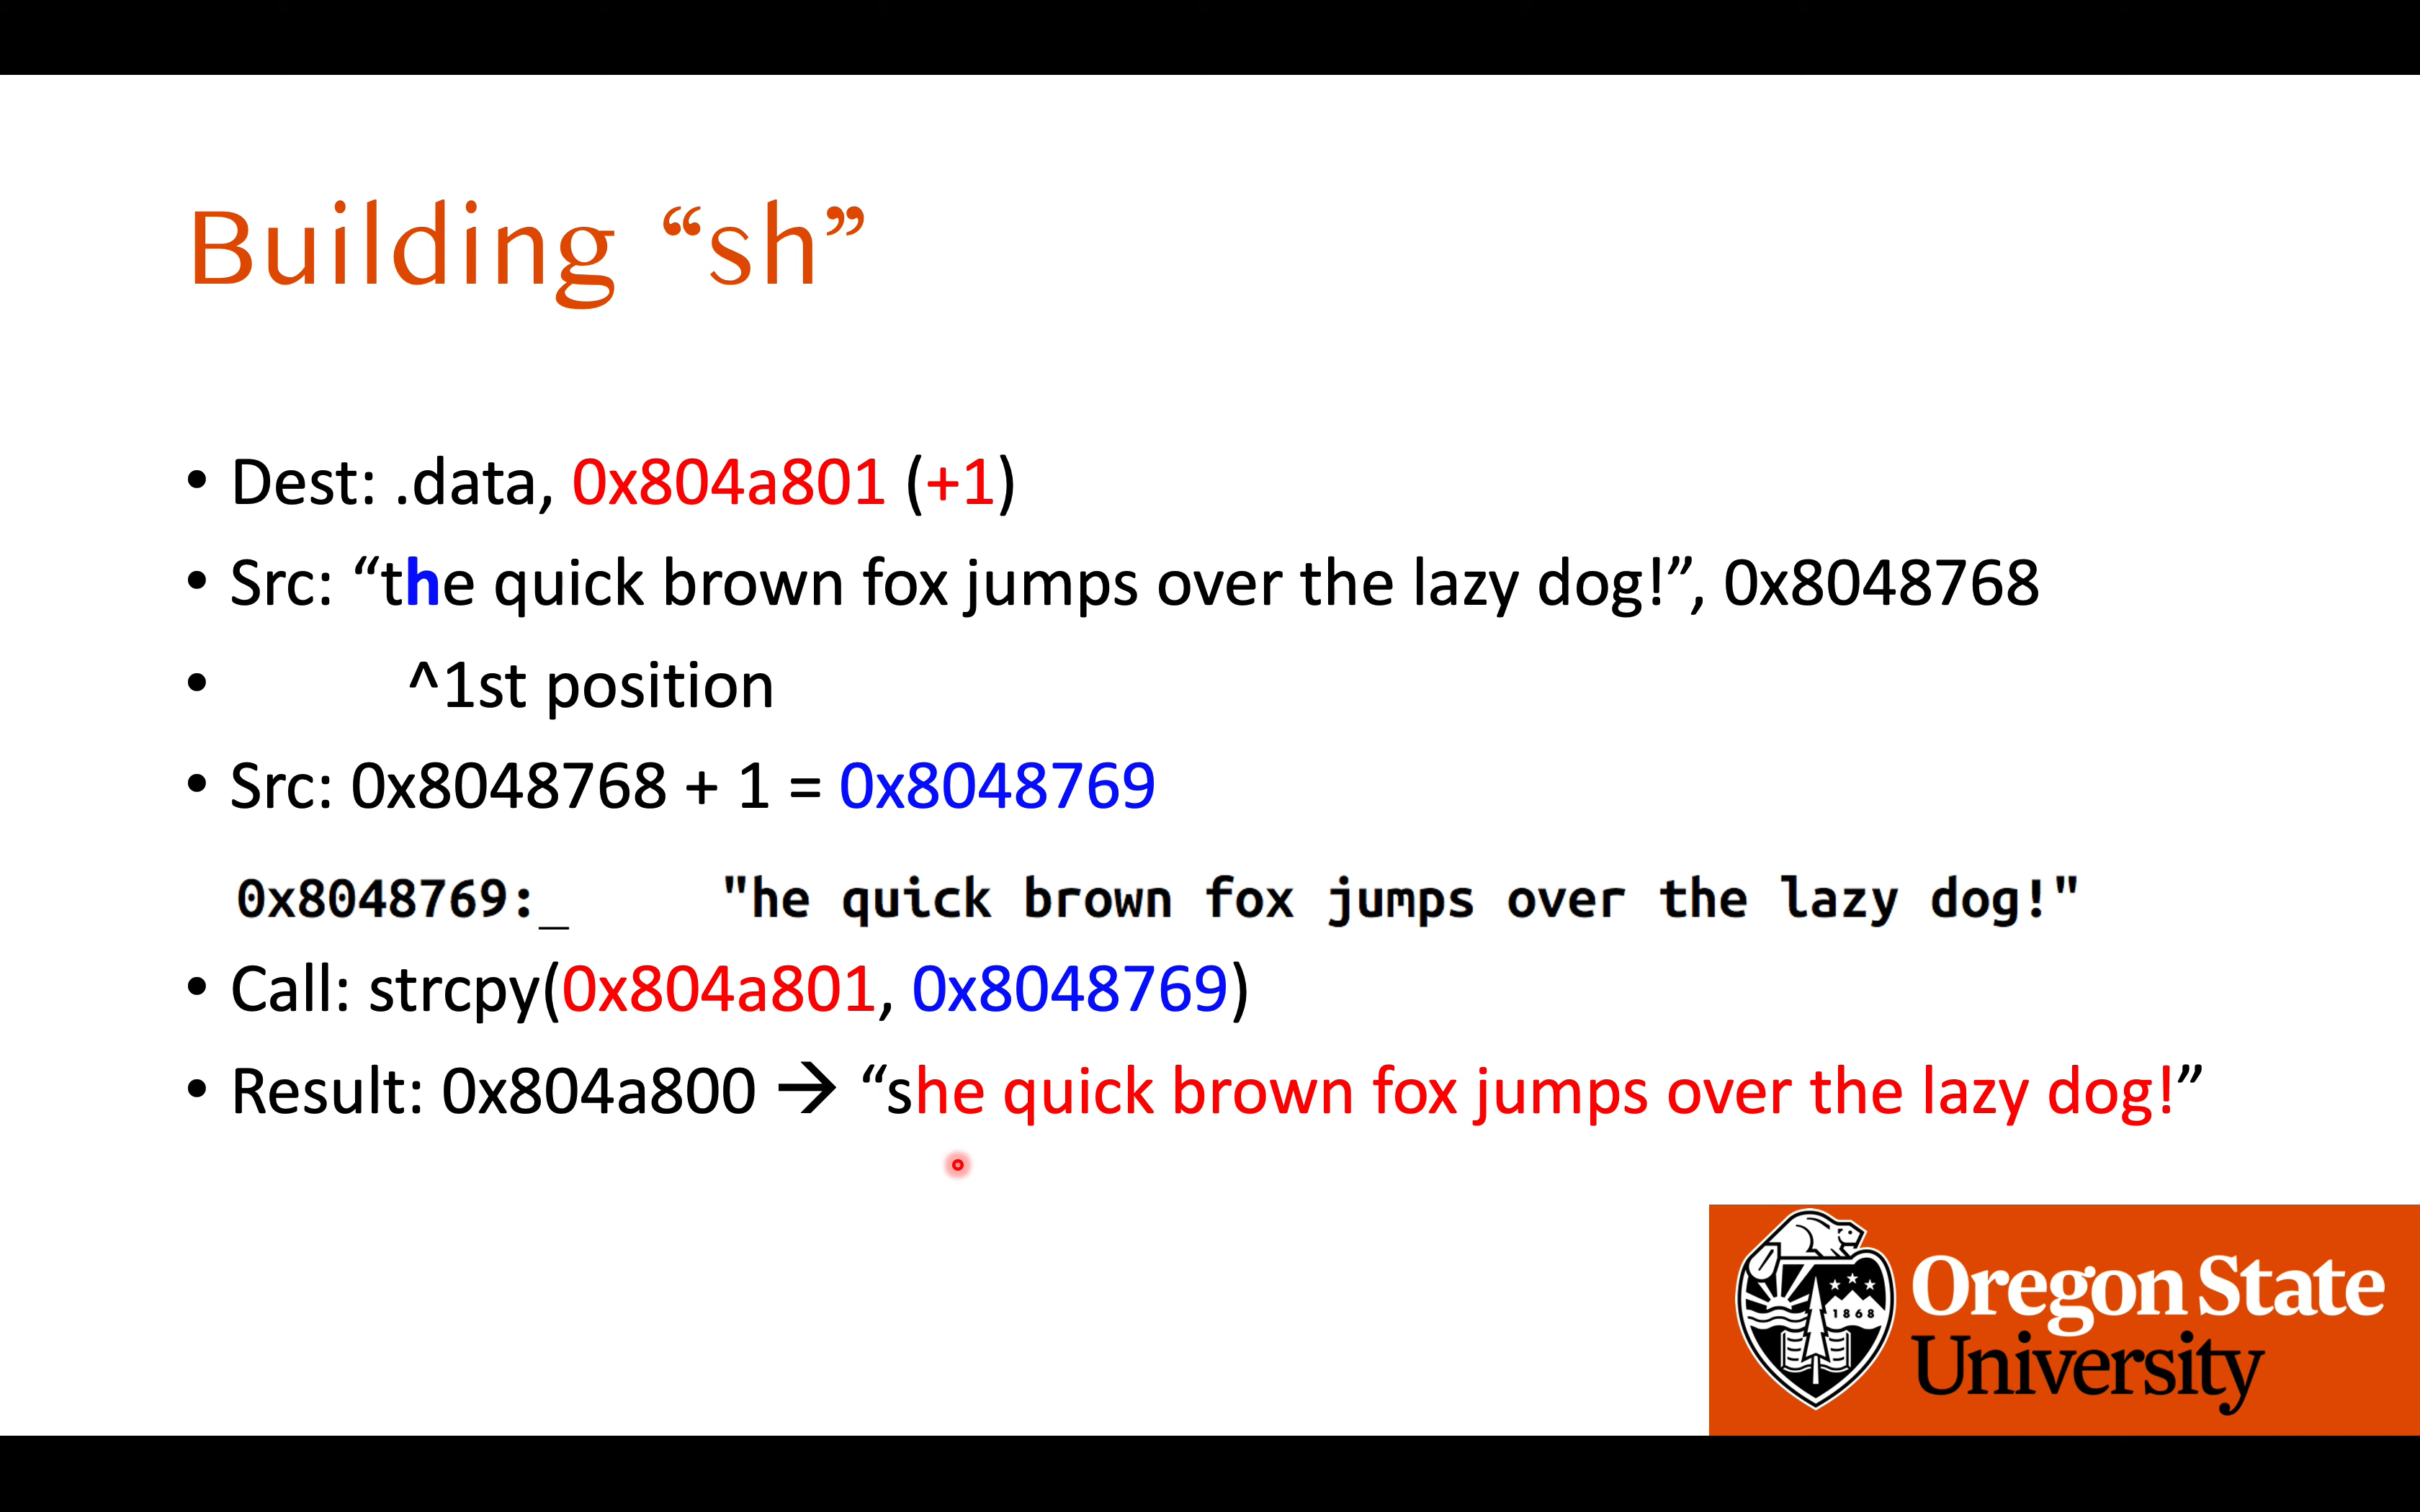 Building “sh”
• Dest: .data, 0x804a801 (+1)
• Src: “the quick brown fox jumps over the lazy dog!”, 0x8048768
• ^1st position
• Src: 0x8048768 + 1 = 0x8048769
0x8048769:_ "he quick brown fox jumps over the lazy dog!"
• Call: strcpy(0x804a801, 0x8048769)
• Result: 0x804a800 → “she quick brown fox jumps over the lazy dog!”
1868
Oregon State
University